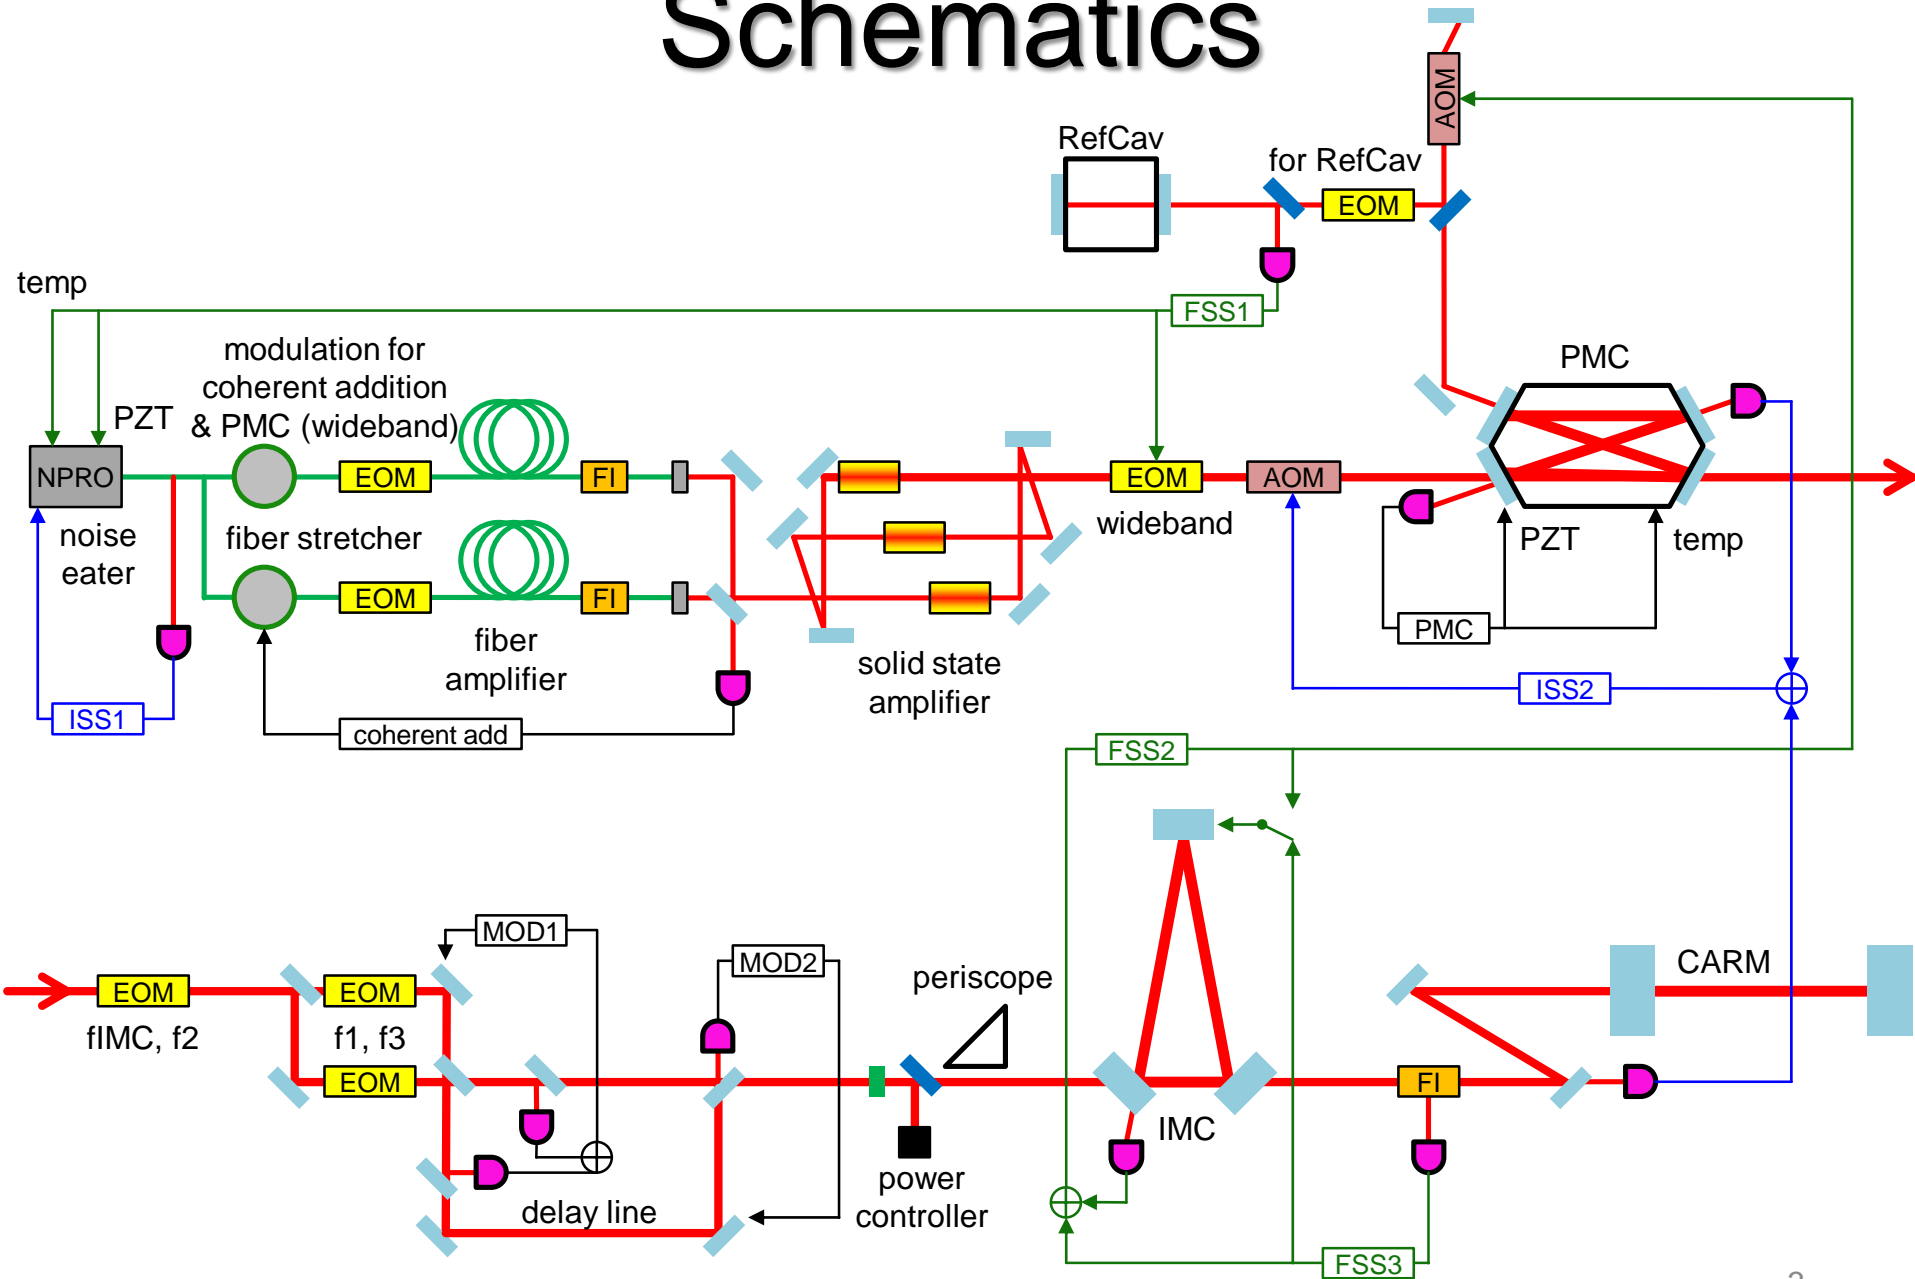 Schematics
AOM
RefCav
for RefCav
EOM
temp
FSS1
modulation for
coherent addition
& PMC (wideband)
PZT
PMC
NPRO
EOM
FI
EOM
AOM
wideband
noise
eater
fiber stretcher
PZT
temp
EOM
FI
PMC
fiber
amplifier
solid state
amplifier
ISS1
coherent add
ISS2
FSS2
MOD1
MOD2
periscope
CARM
EOM
EOM
fIMC, f2
f1, f3
EOM
FI
IMC
power
controller
delay line
FSS3